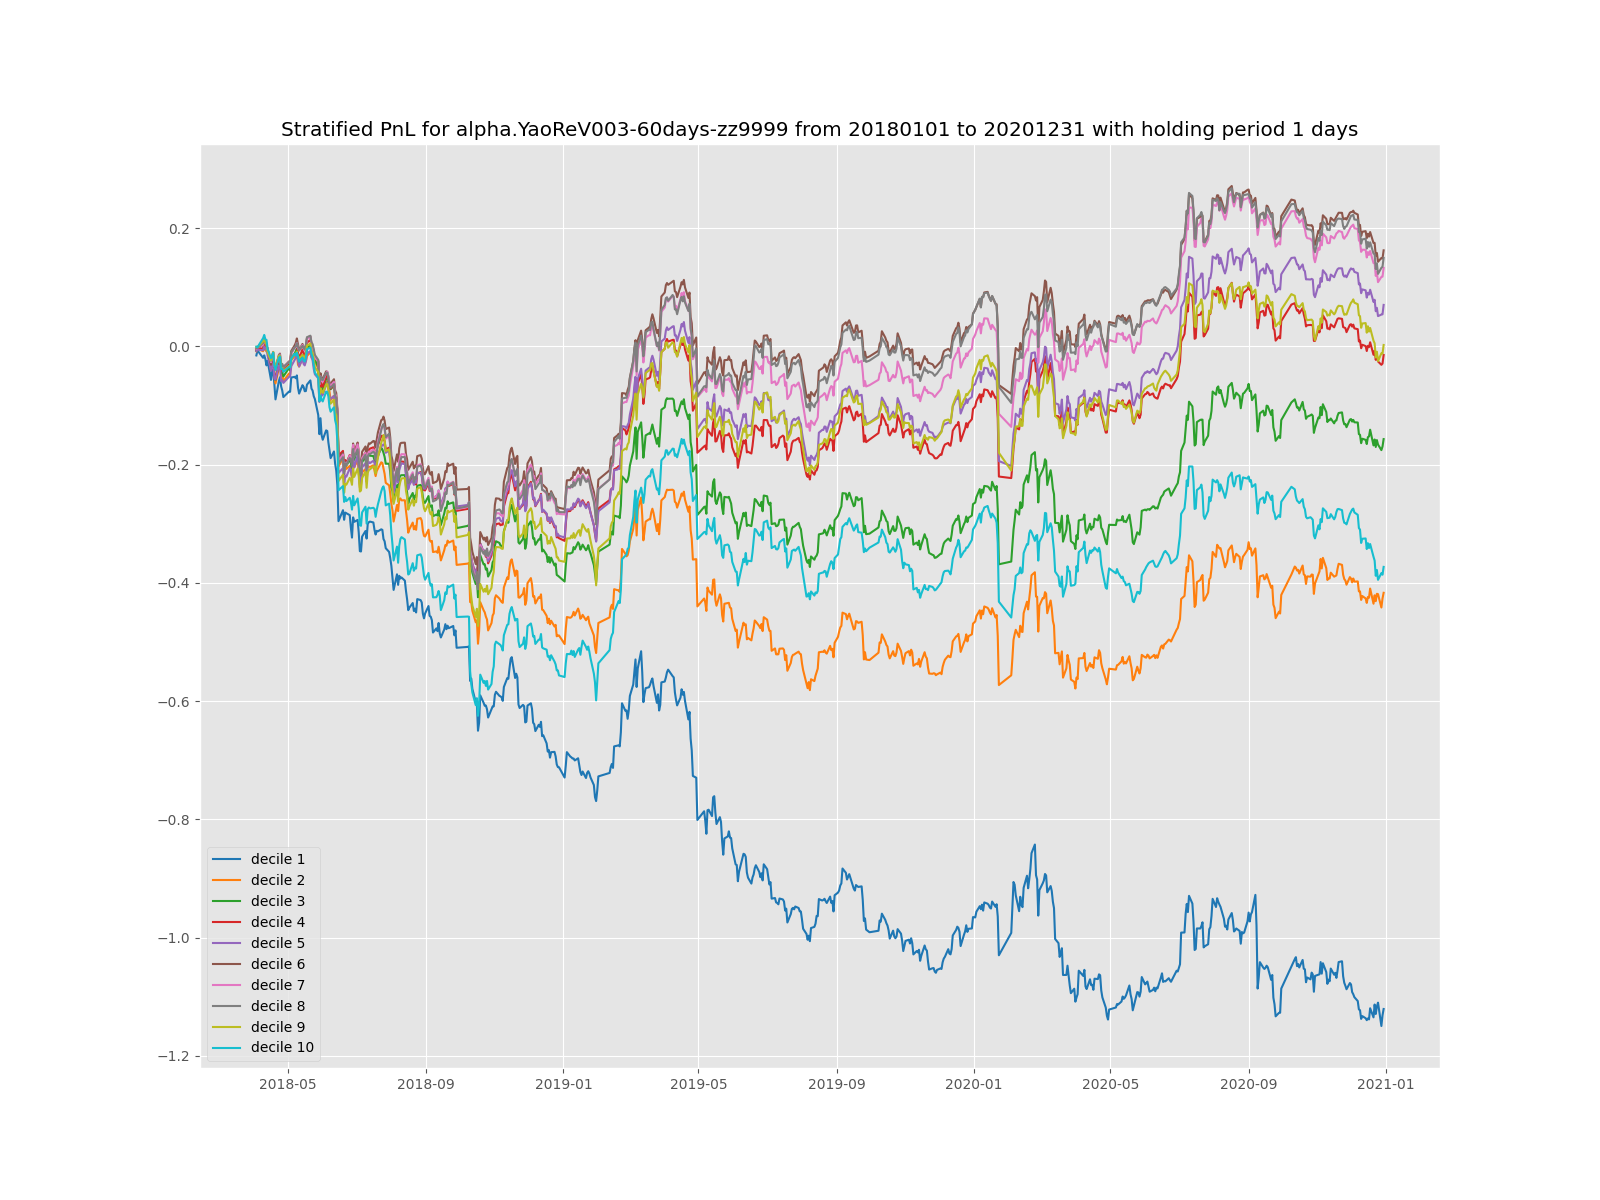 Stratified PnL for alpha.YaoReV003-60days-zz9999 from 20180101 to 20201231 with holding period 1 days
0.2
0.0
−0.2
−0.4
−0.6
−0.8
−1.0
−1.2
decile 1
decile 2
decile 3
decile 4
decile 5
decile 6
decile 7
decile 8
decile 9
decile 10
2018-05 2018-09 2019-01 2019-05 2019-09 2020-01 2020-05 2020-09 2021-01